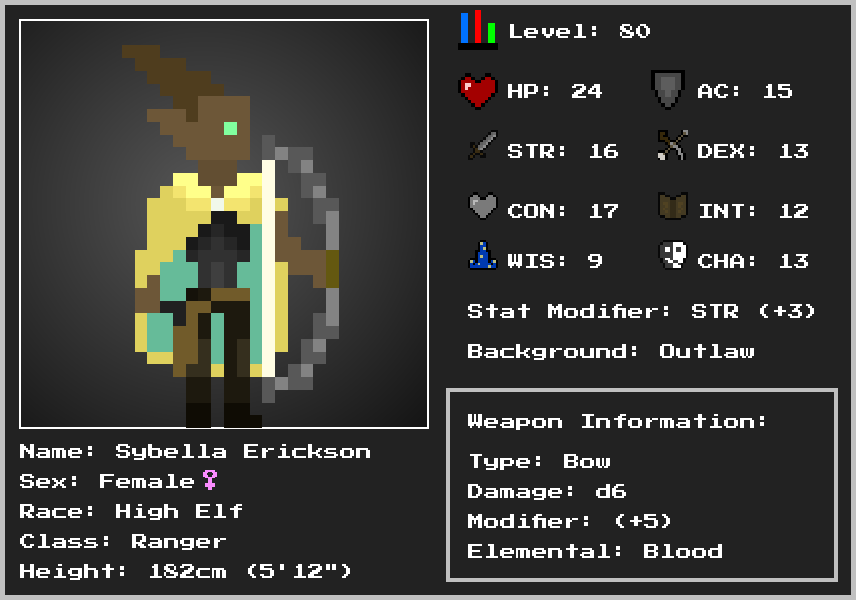 Level: 80
HP: 24 AC: 15
STR: 16 DEX: 13
CON: 17 INT: 12
WIS: 9 CHA: 13
Stat Modifier: STR (+3)
Background: Outlaw
Weapon Information:
Type: Bow
Damage: d6
Modifier: (+5)
Elemental: Blood
Name: Sybella Erickson
Sex: Female♀
Race: High Elf
Class: Ranger
Height: 182cm (5'12")